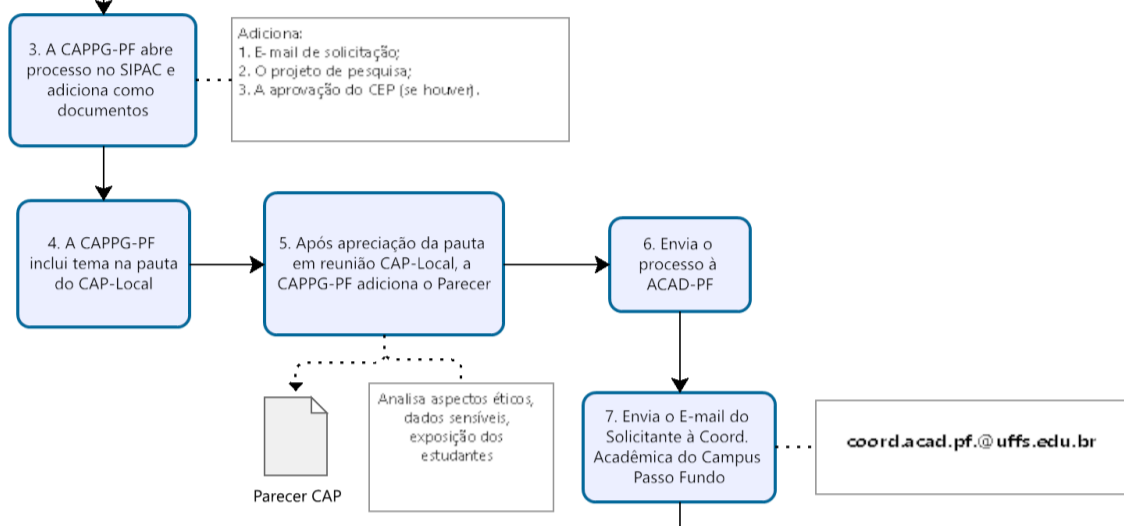 3. A CAPPG-PF abre
processo no SIPAC e
adiciona como
documentos
Adiciona:
1. E-mail de solicitação;
2. O projeto de pesquisa;
3. A aprovação do CEP (se houver).
4. A CAPPG-PF
inclui tema na pauta
do CAP-Local
5. Após apreciação da pauta
em reunião CAP-Local, a
CAPPG-PF adiciona o Parecer
6. Envia o
processo à
ACAD-PF
Parecer CAP
Analisa aspectos éticos,
dados sensíveis,
exposição dos
estudantes
7. Envia o E-mail do
Solicitante à Coord.
Acadêmica do Campus
Passo Fundo
coord.acad.pf.@uffs.edu.br